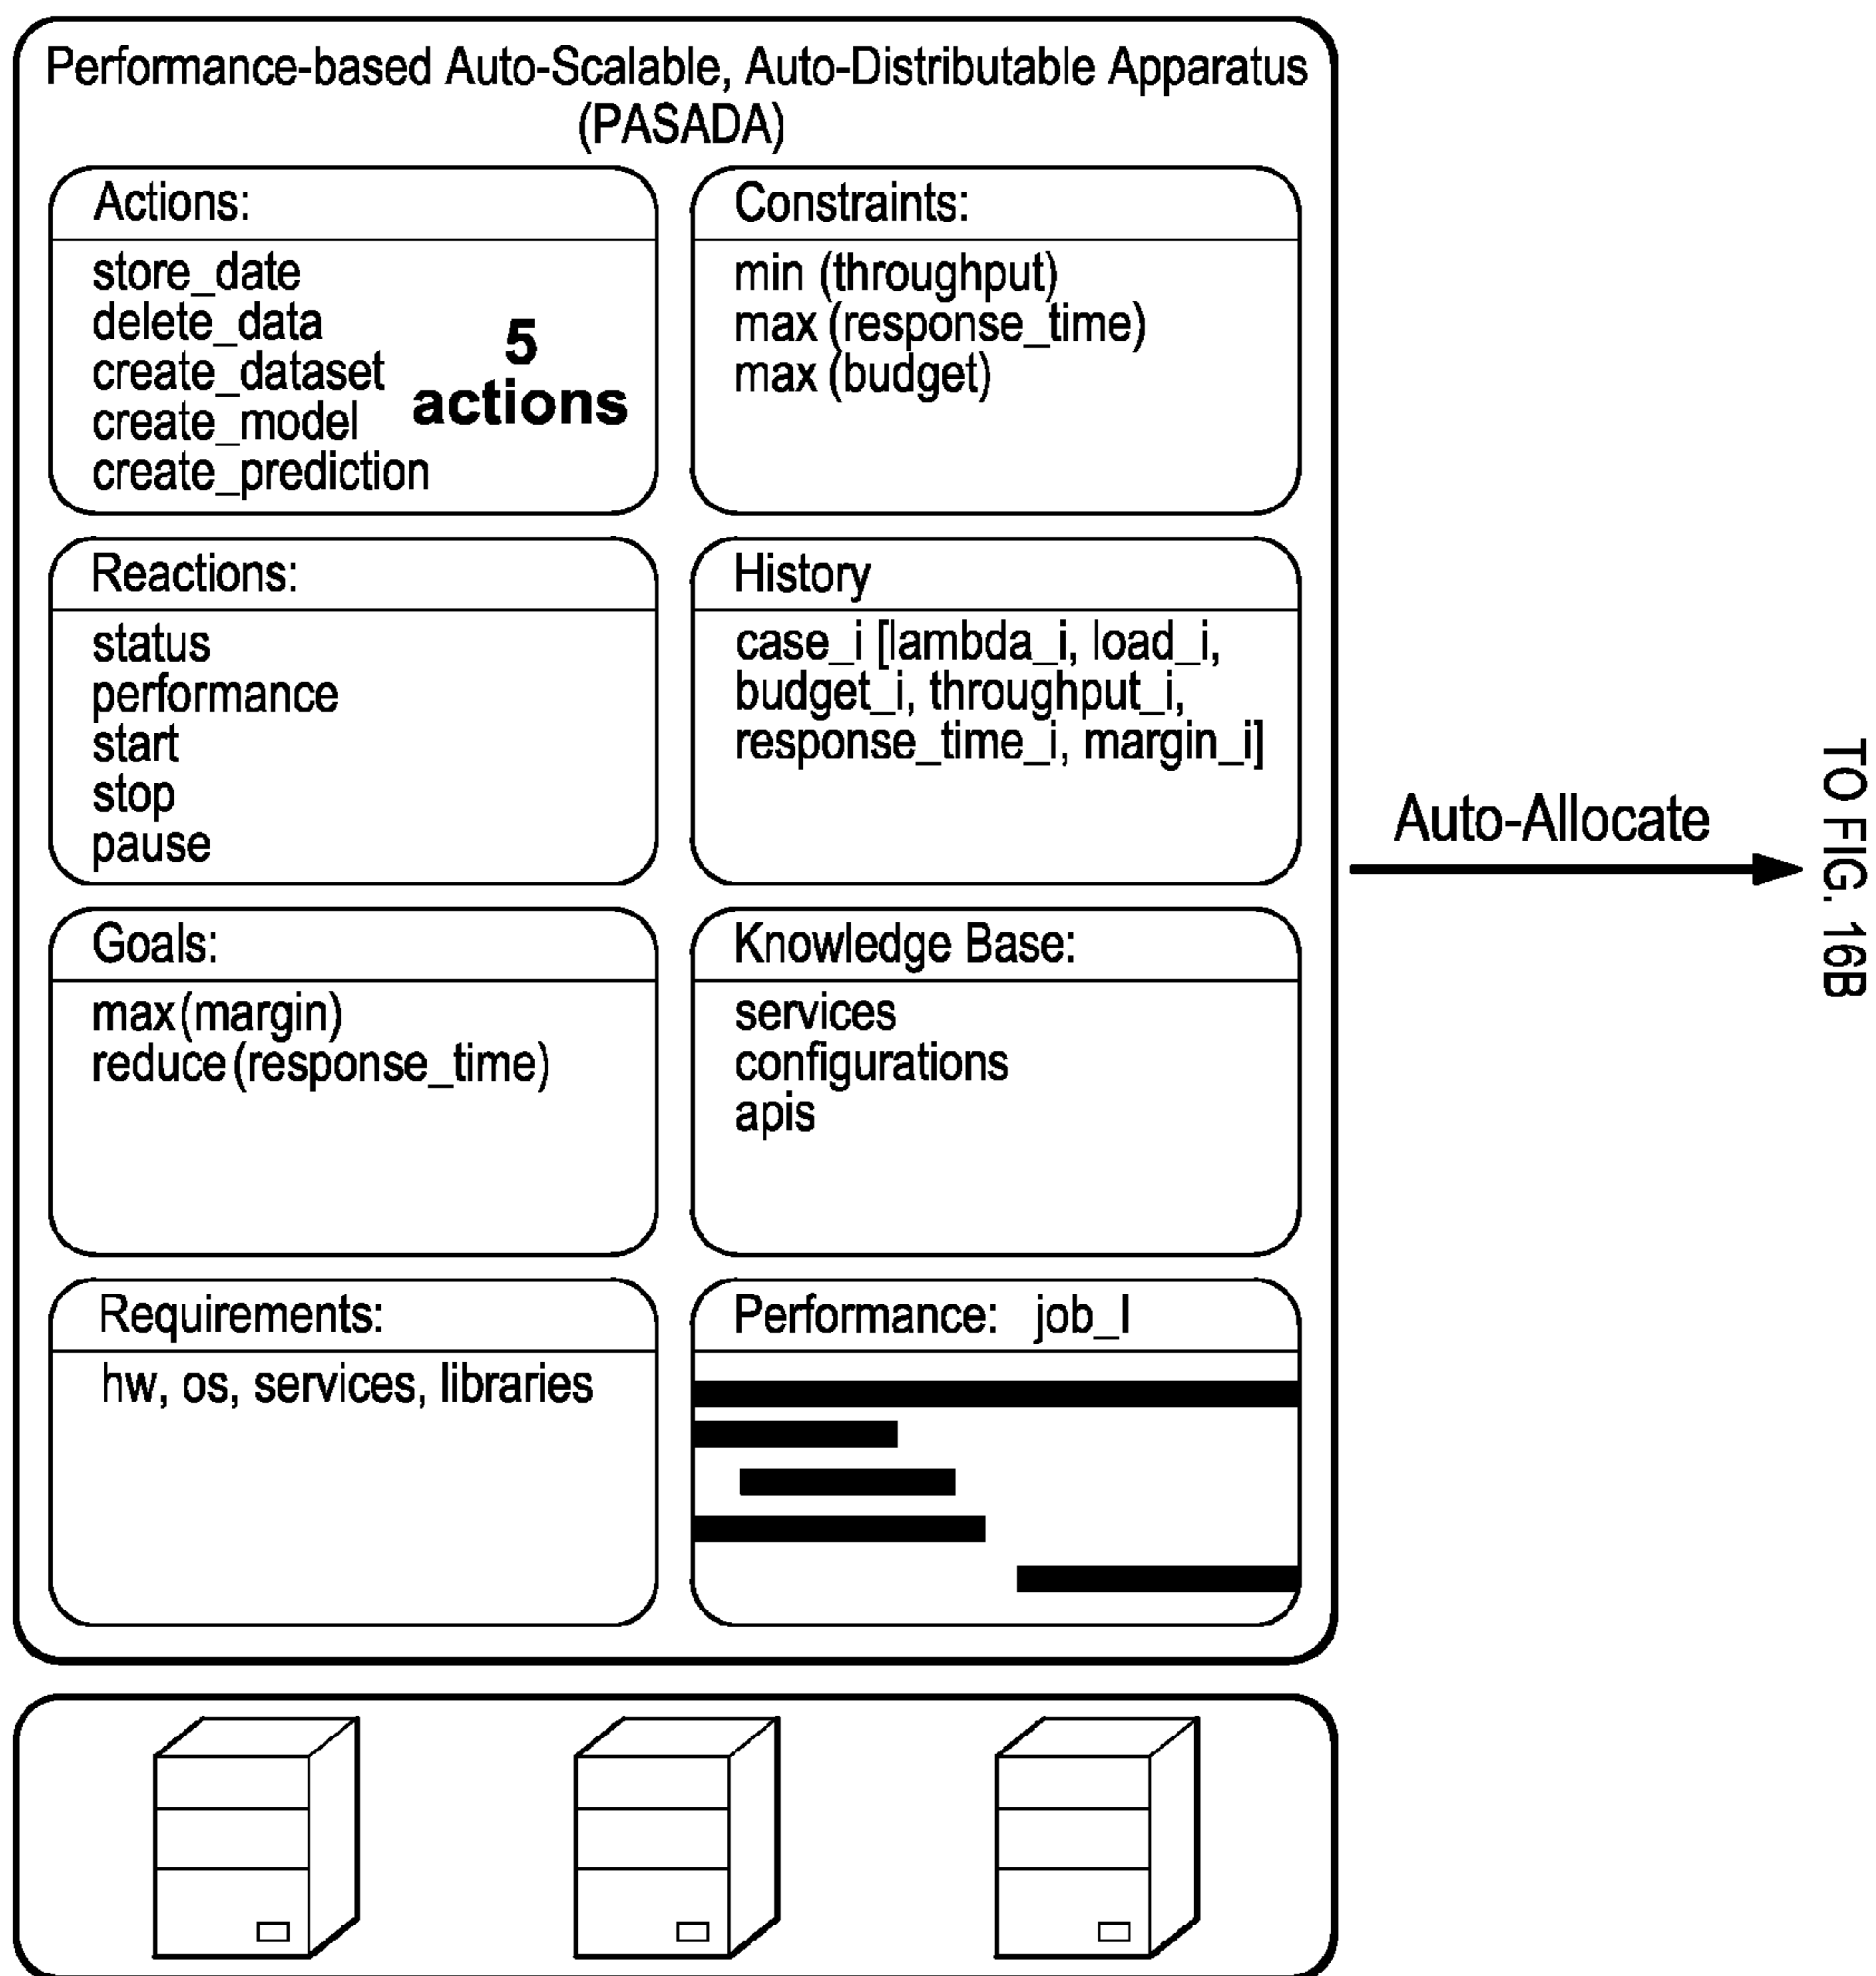 Performance-based Auto-Scalable, Auto-Distributable Apparatus
(PASADA)
Actions:
store_date
delete_data
create_dataset
create_model
create_prediction
5
actions
Constraints:
min (throughput)
max (response_time)
max (budget)
Reactions:
status
performance
start
stop
pause
History
case_i [lambda_i, load_i,
budget_i, throughput_i,
response_time_i, margin_i]
Goals:
max(margin)
reduce(response_time)
Knowledge Base:
services
configurations
apis
Requirements:
hw, os, services, libraries
Performance: job_I
Auto-Allocate
TO FIG. 16B